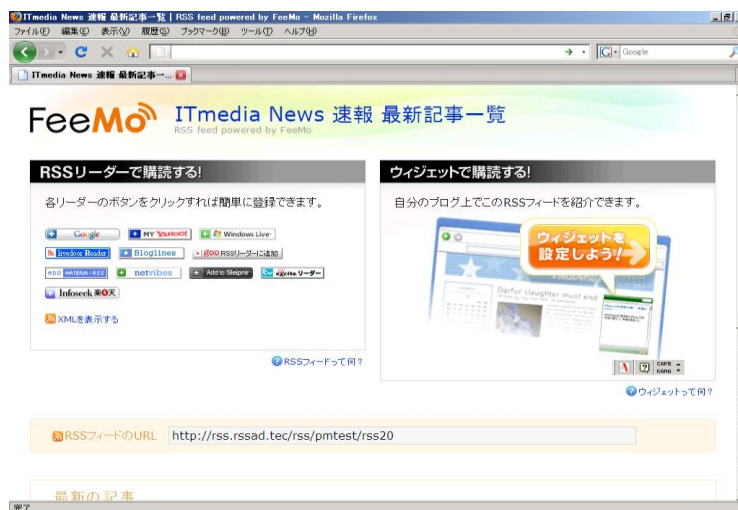 ITmedia News 速報 最新記事一覧 | RSS feed powered by FeeMo - Mozilla Firefox
ファイル(F) 編集(E) 表示(V) 履歴(S) ブックマーク(B) ツール(T) ヘルプ(H)
Google
ITmedia News 速報 最新記事一...
FeeMo
ITmedia News 速報 最新記事一覧
RSS feed powered by FeeMo
RSSリーダーで購読する!
各リーダーのボタンをクリックすれば簡単に登録できます。
Google MY YAHOO! Windows Live
livedoor Reader Bloglines goo RSSリーダーに追加
ADD HATENA-RSS netvibes Add to Sleipnir excite リーダー
Infoseek 楽天
XMLを表示する
RSSフィードって何?
ウィジェットで購読する!
自分のブログ上でこのRSSフィードを紹介できます。
ウィジェットを
設定しよう!
Darfur slaughter must end
CAPS
KANA
ウィジェットって何?
RSSフィードのURL http://rss.rssad.tec/rss/pmtest/rss20
最新の記事
完了